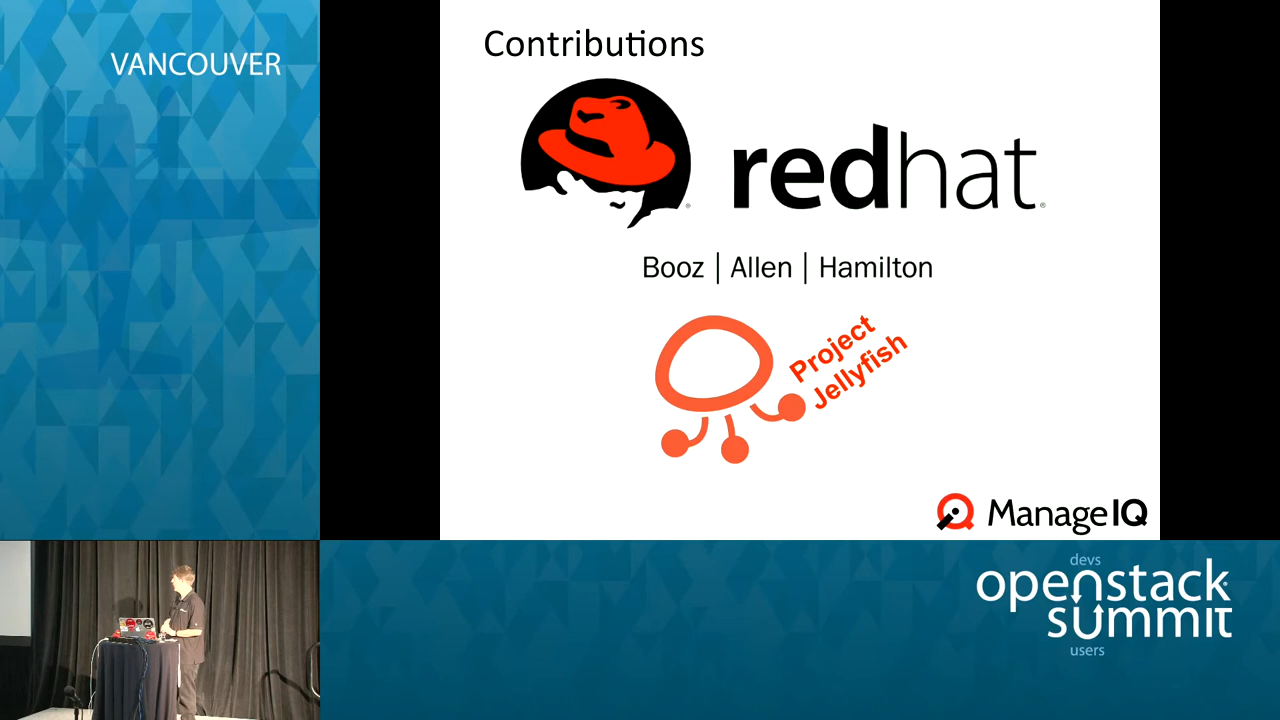 VANCOUVER
Contributions
redhat
Booz | Allen | Hamilton
Project
Jellyfish
ManageIQ
devs
openstack
summit
users